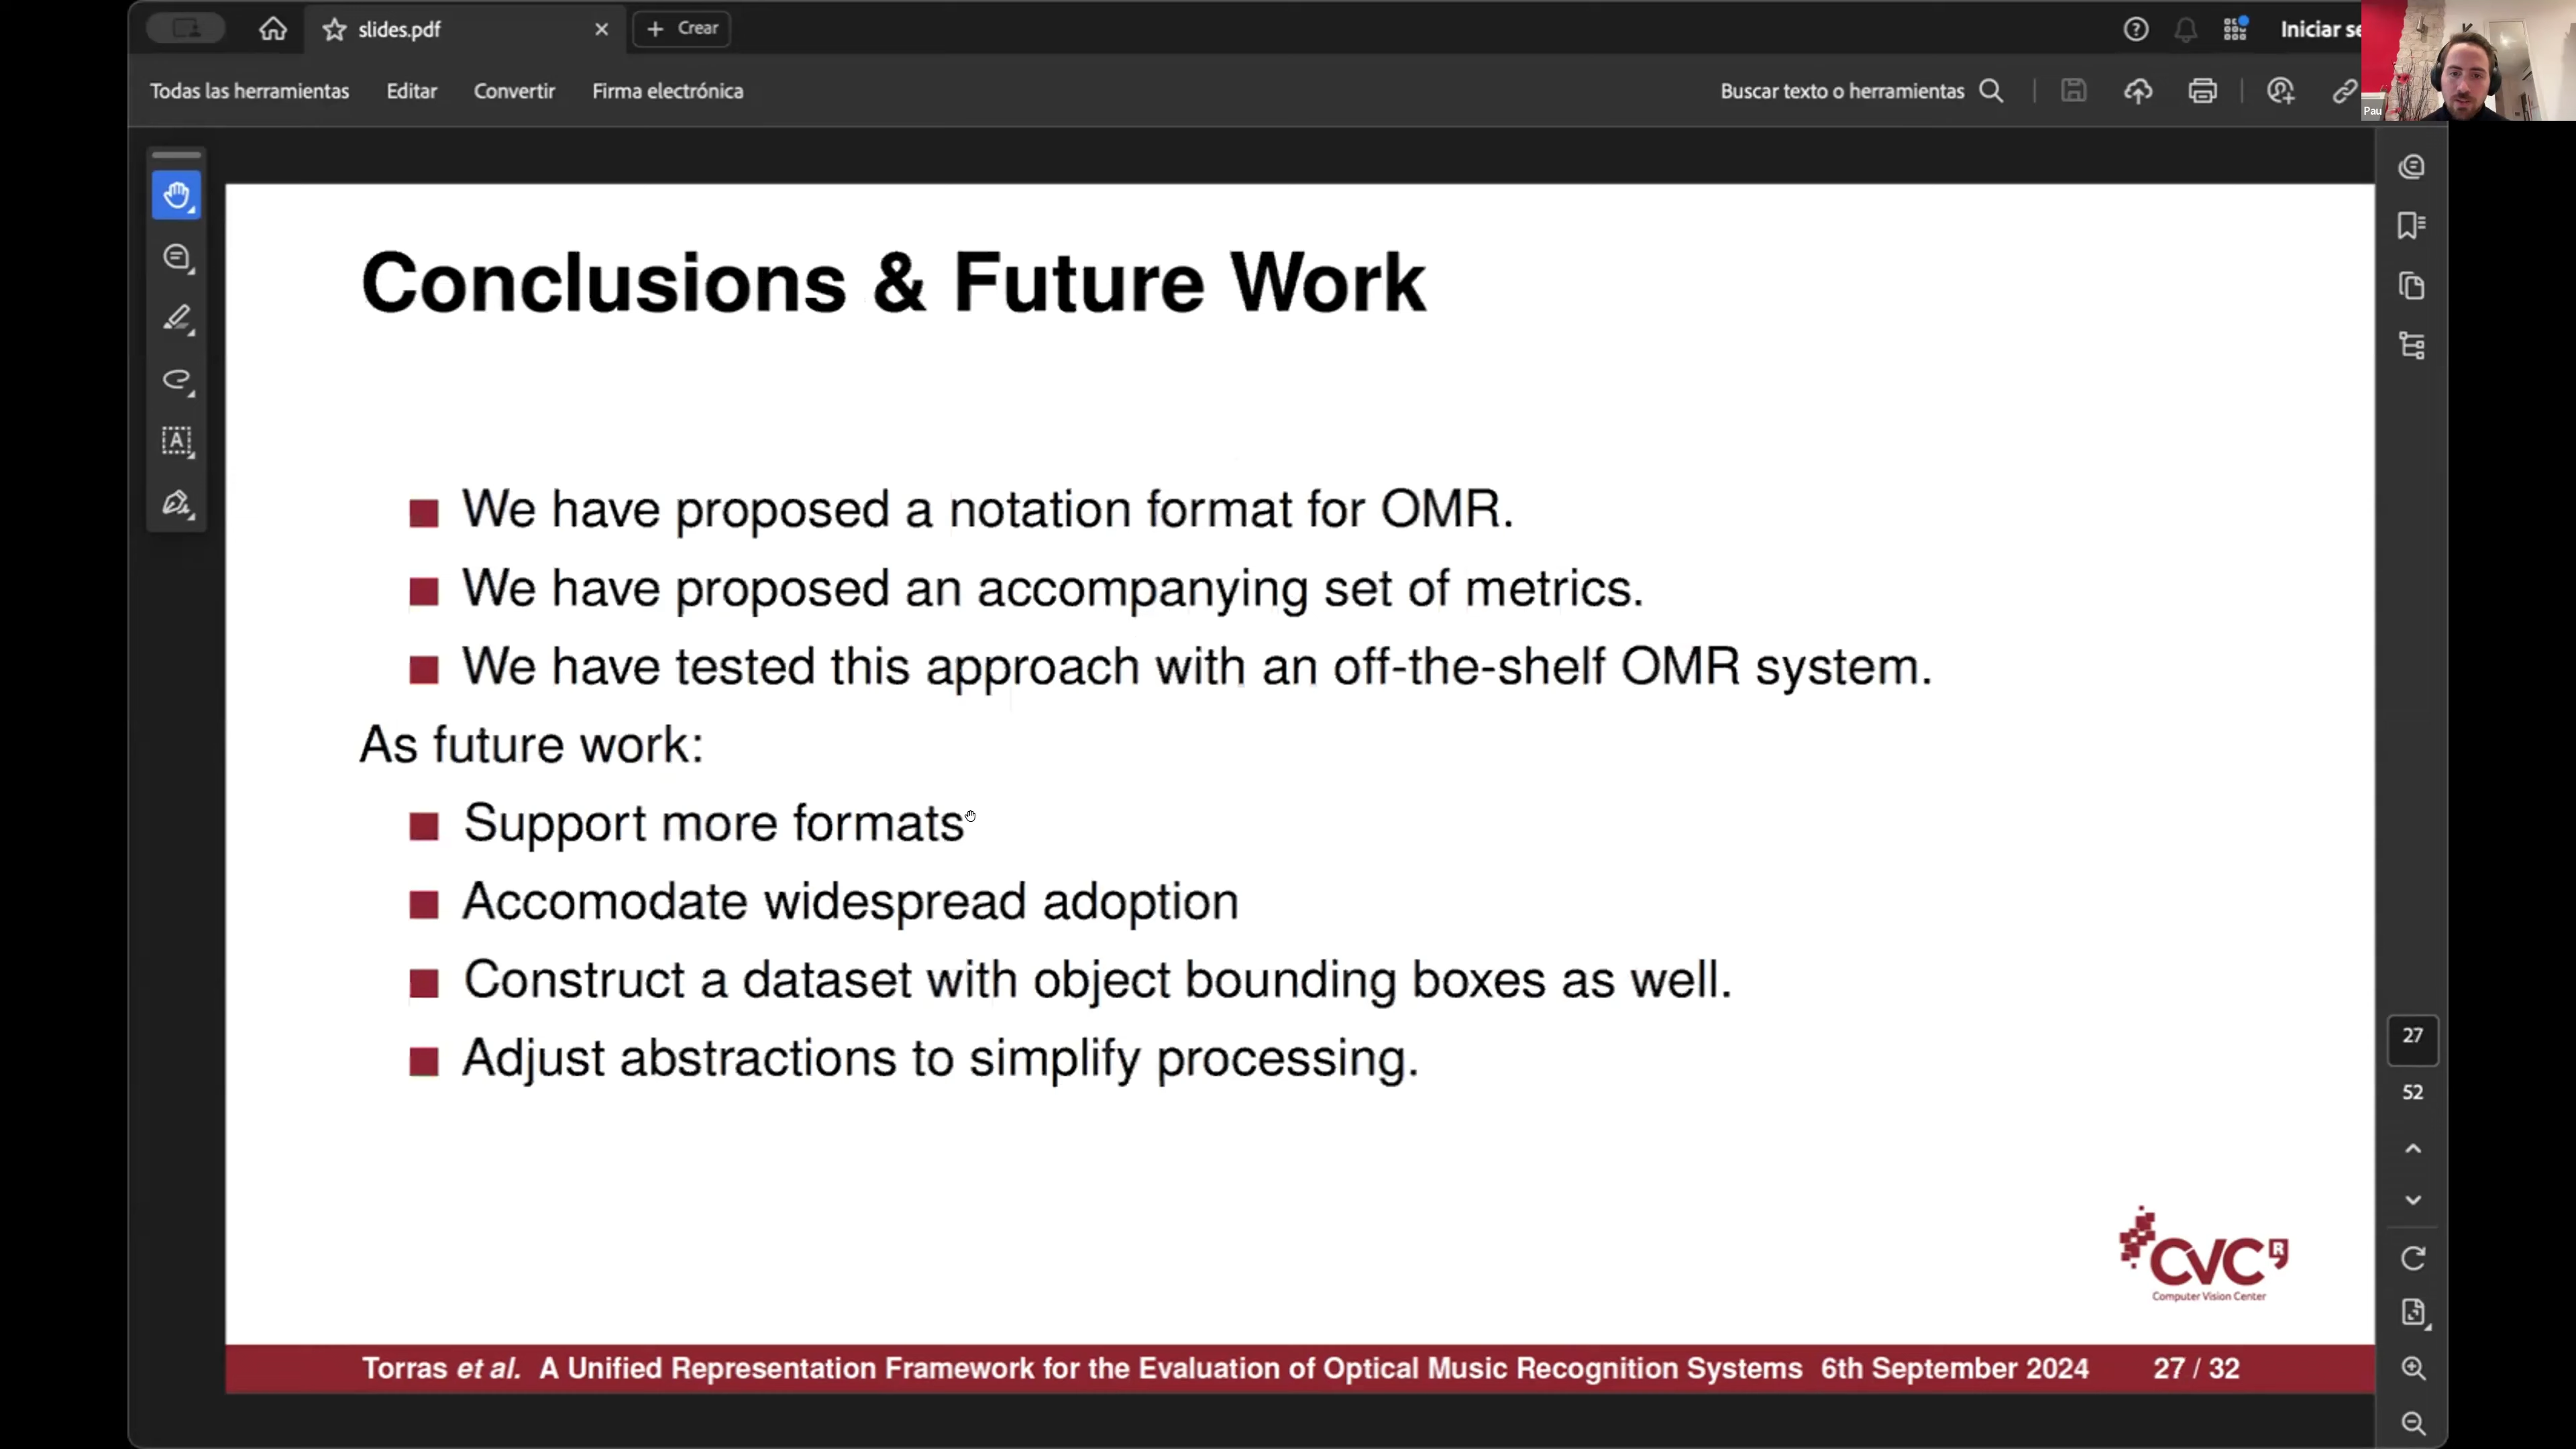 slides.pdf
Crear
Iniciar se
Todas las herramientas
Editar
Convertir
Firma electrónica
Buscar texto o herramientas
Pau
Conclusions & Future Work
We have proposed a notation format for OMR.
We have proposed an accompanying set of metrics.
We have tested this approach with an off-the-shelf OMR system.
As future work:
Support more formats
Accomodate widespread adoption
Construct a dataset with object bounding boxes as well.
Adjust abstractions to simplify processing.
27
52
CVC R
Computer Vision Center
Torras et al. A Unified Representation Framework for the Evaluation of Optical Music Recognition Systems 6th September 2024 27 / 32